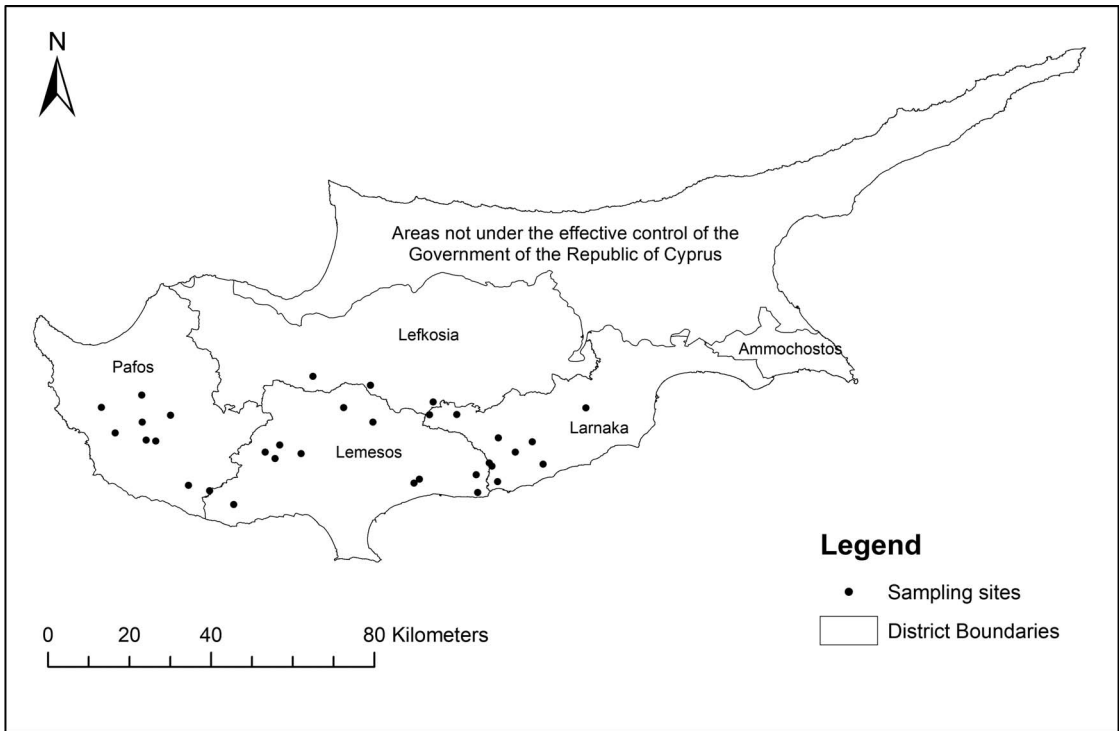 N
Areas not under the effective control of the
Government of the Republic of Cyprus
Lefkosia
Ammochostos
Pafos
Larnaka
Lemesos
Legend
Sampling sites
District Boundaries
0 20 40 80 Kilometers